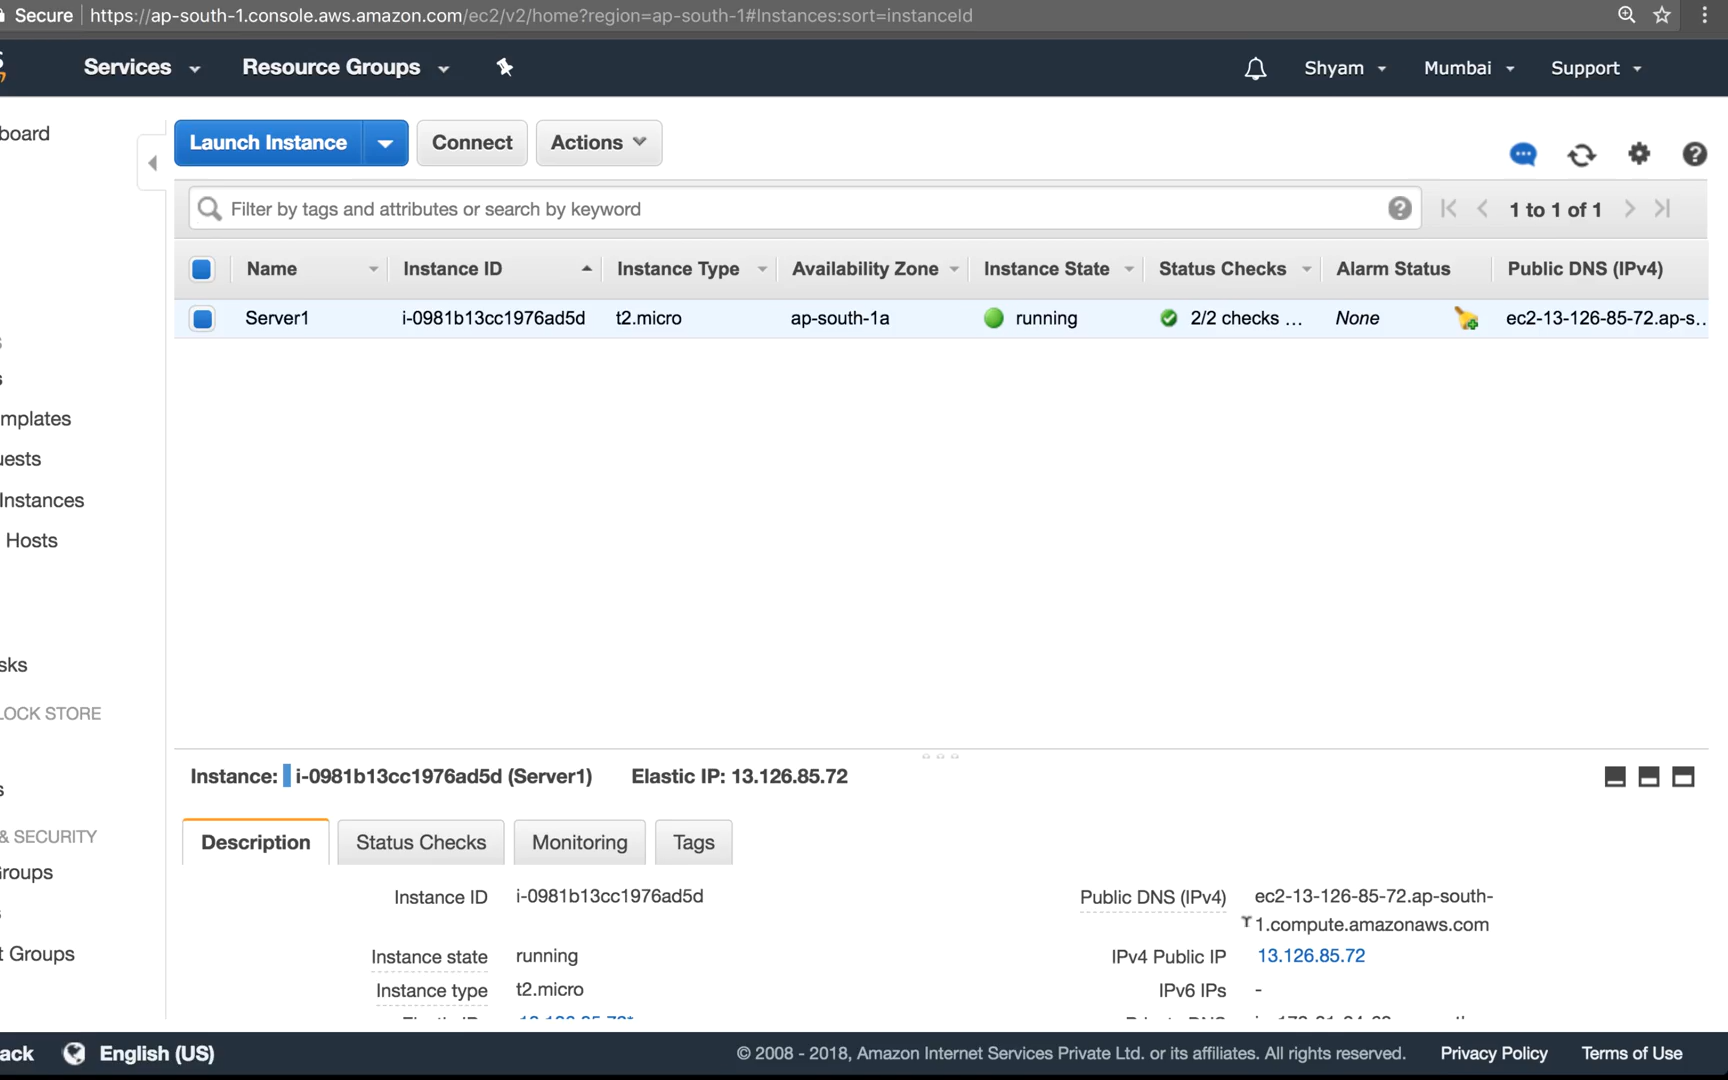 Secure https://ap-south-1.console.aws.amazon.com/ec2/v2/home?region=ap-south-1#Instances:sort=instanceId
Services Resource Groups Shyam Mumbai Support
board
Launch Instance Connect Actions
Filter by tags and attributes or search by keyword 1 to 1 of 1
Name Instance ID Instance Type Availability Zone Instance State Status Checks Alarm Status Public DNS (IPv4)
Server1 i-0981b13cc1976ad5d t2.micro ap-south-1a running 2/2 checks ... None ec2-13-126-85-72.ap-s...
s
s
mplates
uests
Instances
Hosts
sks
LOCK STORE
s
& SECURITY
Groups
s
t Groups
Instance: i-0981b13cc1976ad5d (Server1) Elastic IP: 13.126.85.72
Description Status Checks Monitoring Tags
Instance ID i-0981b13cc1976ad5d
Instance state running
Instance type t2.micro
Public DNS (IPv4) ec2-13-126-85-72.ap-south-
1.compute.amazonaws.com
IPv4 Public IP 13.126.85.72
IPv6 IPs -
ack English (US) © 2008 - 2018, Amazon Internet Services Private Ltd. or its affiliates. All rights reserved. Privacy Policy Terms of Use